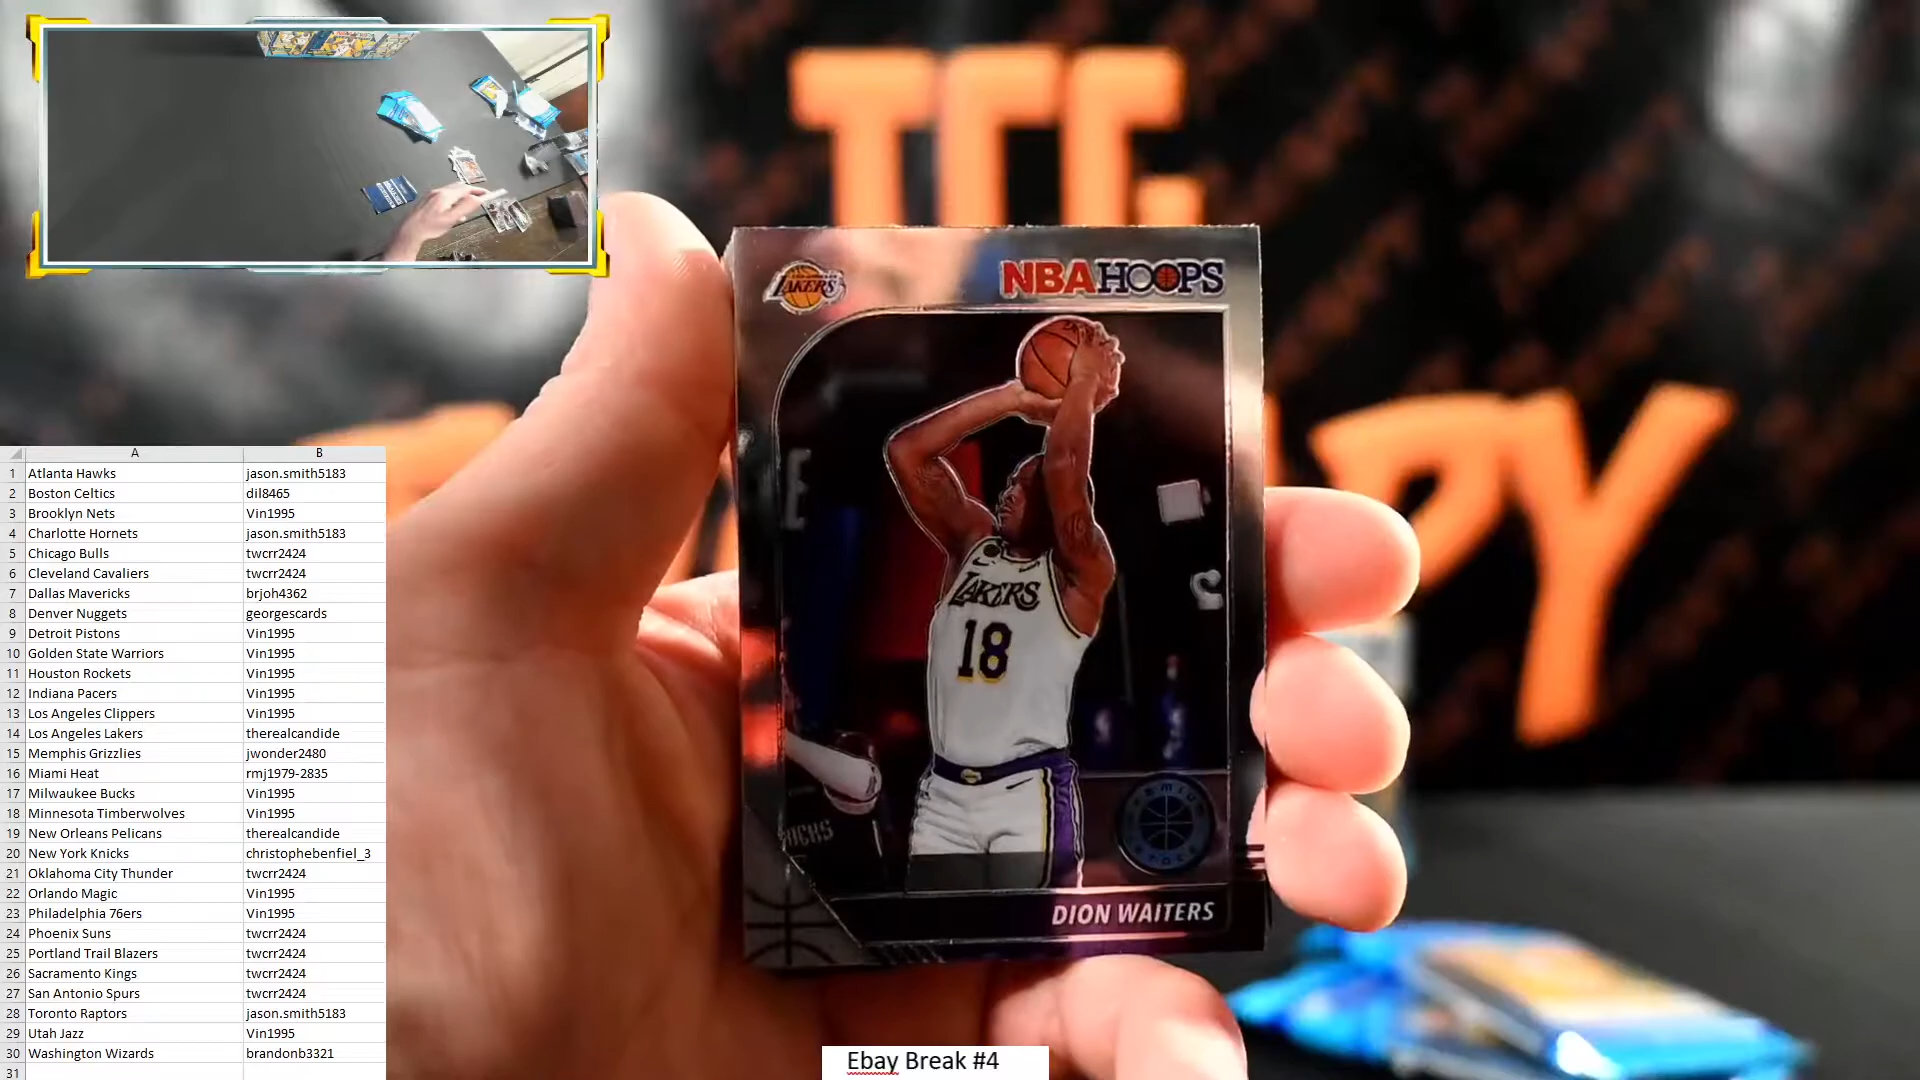 TCG
PY
LAKERS
NBAHOOPS
LAKERS
18
DION WAITERS
A B
1 Atlanta Hawks jason.smith5183
2 Boston Celtics dil8465
3 Brooklyn Nets Vin1995
4 Charlotte Hornets jason.smith5183
5 Chicago Bulls twcrr2424
6 Cleveland Cavaliers twcrr2424
7 Dallas Mavericks brjoh4362
8 Denver Nuggets georgescards
9 Detroit Pistons Vin1995
10 Golden State Warriors Vin1995
11 Houston Rockets Vin1995
12 Indiana Pacers Vin1995
13 Los Angeles Clippers Vin1995
14 Los Angeles Lakers therealcandide
15 Memphis Grizzlies jwonder2480
16 Miami Heat rmj1979-2835
17 Milwaukee Bucks Vin1995
18 Minnesota Timberwolves Vin1995
19 New Orleans Pelicans therealcandide
20 New York Knicks christophebenfiel_3
21 Oklahoma City Thunder twcrr2424
22 Orlando Magic Vin1995
23 Philadelphia 76ers Vin1995
24 Phoenix Suns twcrr2424
25 Portland Trail Blazers twcrr2424
26 Sacramento Kings twcrr2424
27 San Antonio Spurs twcrr2424
28 Toronto Raptors jason.smith5183
29 Utah Jazz Vin1995
30 Washington Wizards brandonb3321
31
Ebay Break #4